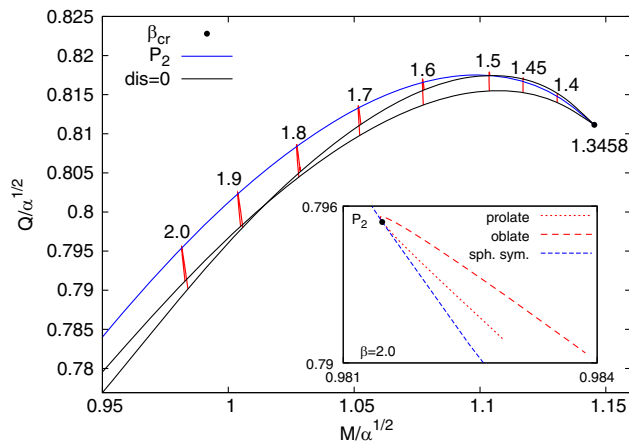 0.825
0.82
0.815
0.81
0.805
0.8
0.795
0.79
0.785
0.78
Q/α^{1/2}
β_{cr}
P_2
dis=0
2.0
1.9
1.8
1.7
1.6
1.5
1.45
1.4
1.3458
0.796
P_2
prolate
oblate
sph. sym.
β=2.0
0.79
0.981
0.984
0.95
1
1.05
1.1
1.15
M/α^{1/2}